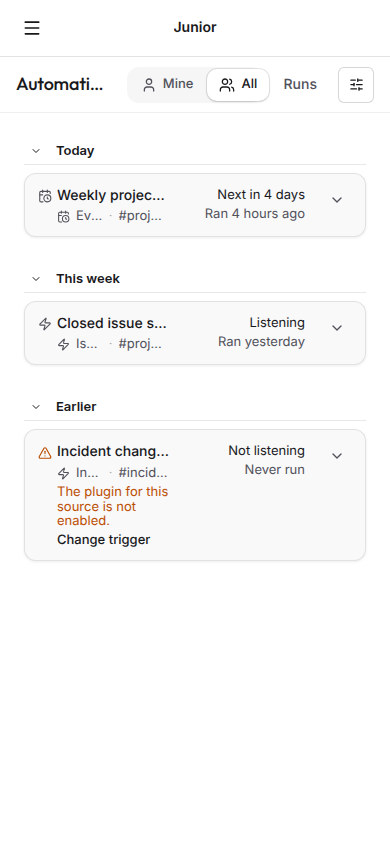 Junior
Automati...
Mine
All
Runs
Today
Weekly projec...
Next in 4 days
Ev... · #proj...
Ran 4 hours ago
This week
Closed issue s...
Listening
Is... · #proj...
Ran yesterday
Earlier
Incident chang...
Not listening
In... · #incid...
Never run
The plugin for this
source is not
enabled.
Change trigger